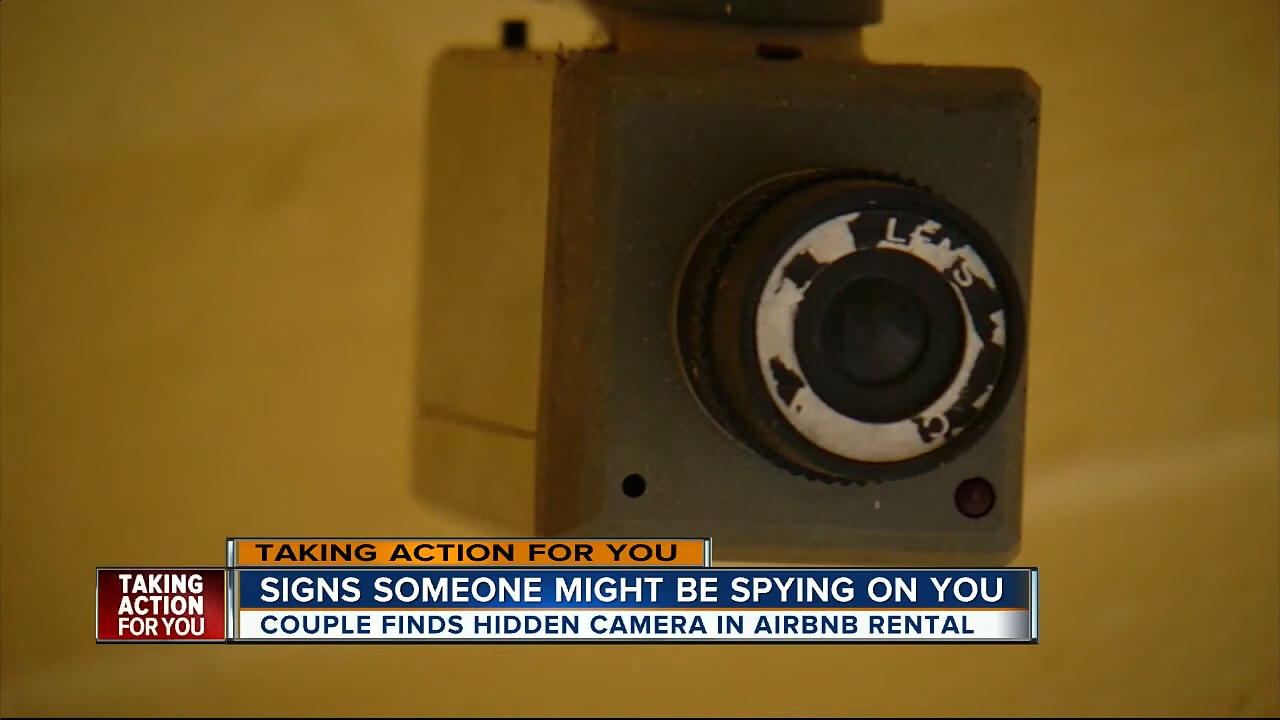 LENS
TAKING ACTION FOR YOU
TAKING
ACTION
FOR YOU
SIGNS SOMEONE MIGHT BE SPYING ON YOU
COUPLE FINDS HIDDEN CAMERA IN AIRBNB RENTAL